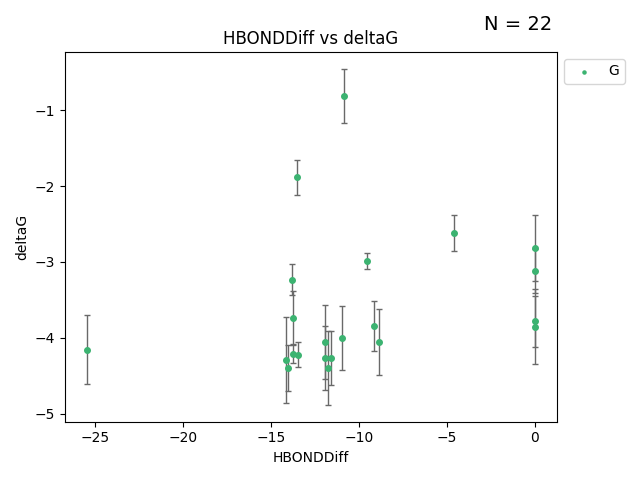 N = 22
HBONDDiff vs deltaG
G
−1
−2
−3
−4
−5
deltaG
−25
−20
−15
−10
−5
0
HBONDDiff